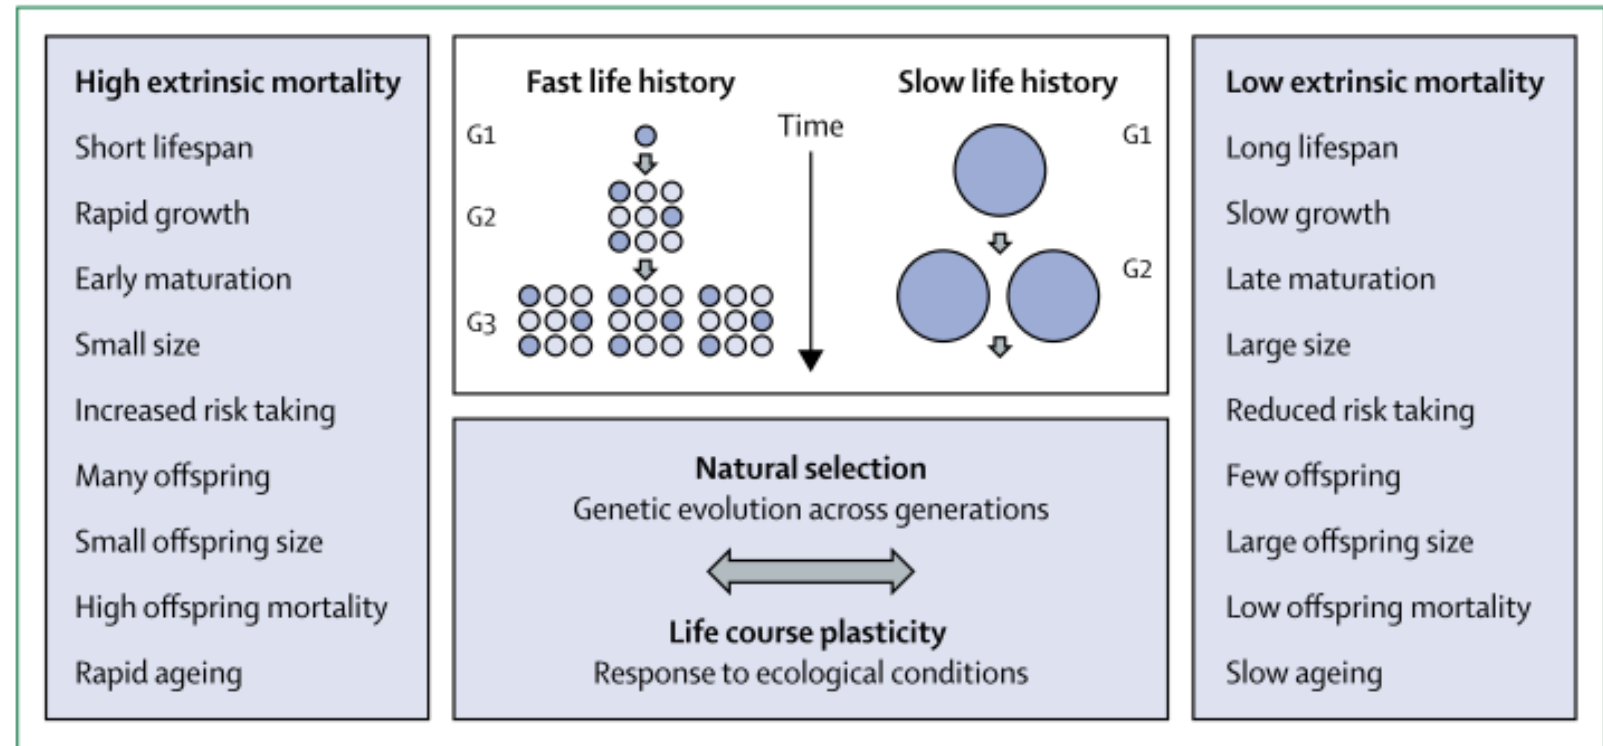 High extrinsic mortality
Short lifespan
Rapid growth
Early maturation
Small size
Increased risk taking
Many offspring
Small offspring size
High offspring mortality
Rapid ageing
Fast life history
Slow life history
Time
G1
G2
G3
G1
G2
Natural selection
Genetic evolution across generations
Life course plasticity
Response to ecological conditions
Low extrinsic mortality
Long lifespan
Slow growth
Late maturation
Large size
Reduced risk taking
Few offspring
Large offspring size
Low offspring mortality
Slow ageing